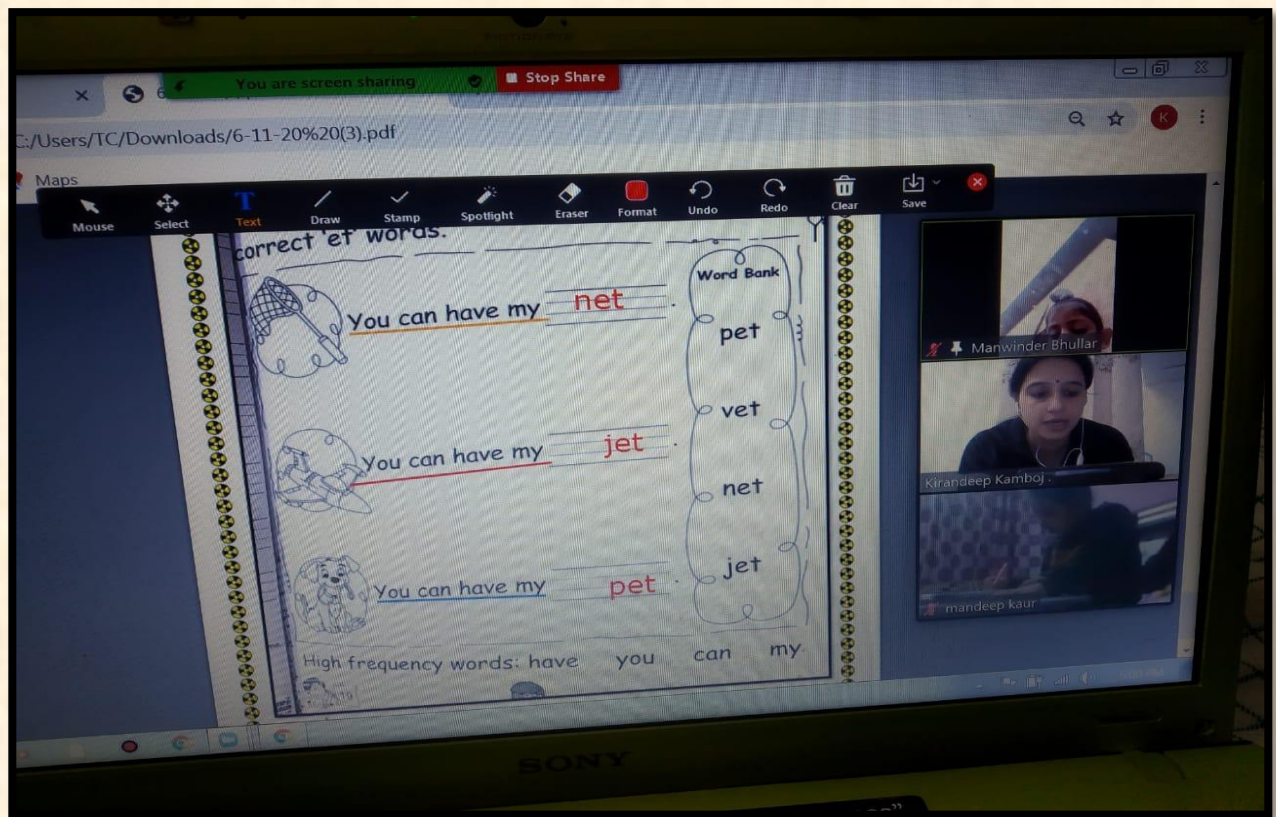 You are screen sharing
Stop Share
C:/Users/TC/Downloads/6-11-20%20(3).pdf
K
Maps
Mouse
Select
T
Text
Draw
Stamp
Spotlight
Eraser
Format
Undo
Redo
Clear
Save
correct 'et' words.
You can have my net .
You can have my jet .
You can have my pet .
Word Bank
pet
vet
net
jet
High frequency words: have you can my
Manwinder Bhullar
Kirandeep Kamboj .
mandeep kaur
SONY